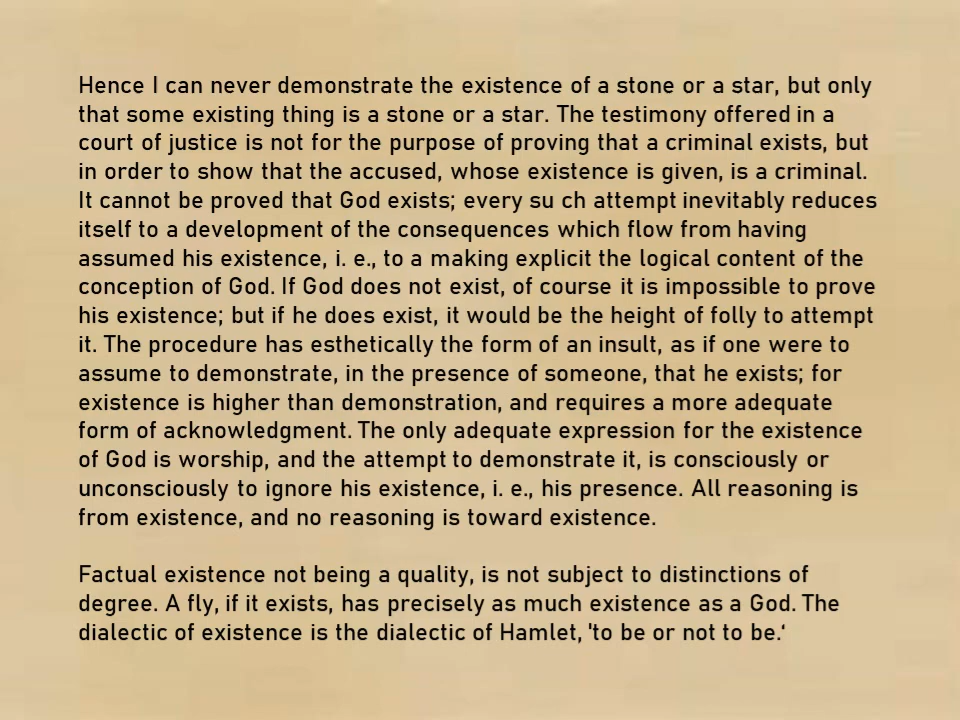 Hence I can never demonstrate the existence of a stone or a star, but only
that some existing thing is a stone or a star. The testimony offered in a
court of justice is not for the purpose of proving that a criminal exists, but
in order to show that the accused, whose existence is given, is a criminal.
It cannot be proved that God exists; every su ch attempt inevitably reduces
itself to a development of the consequences which flow from having
assumed his existence, i. e., to a making explicit the logical content of the
conception of God. If God does not exist, of course it is impossible to prove
his existence; but if he does exist, it would be the height of folly to attempt
it. The procedure has esthetically the form of an insult, as if one were to
assume to demonstrate, in the presence of someone, that he exists; for
existence is higher than demonstration, and requires a more adequate
form of acknowledgment. The only adequate expression for the existence
of God is worship, and the attempt to demonstrate it, is consciously or
unconsciously to ignore his existence, i. e., his presence. All reasoning is
from existence, and no reasoning is toward existence.
Factual existence not being a quality, is not subject to distinctions of
degree. A fly, if it exists, has precisely as much existence as a God. The
dialectic of existence is the dialectic of Hamlet, 'to be or not to be.‘